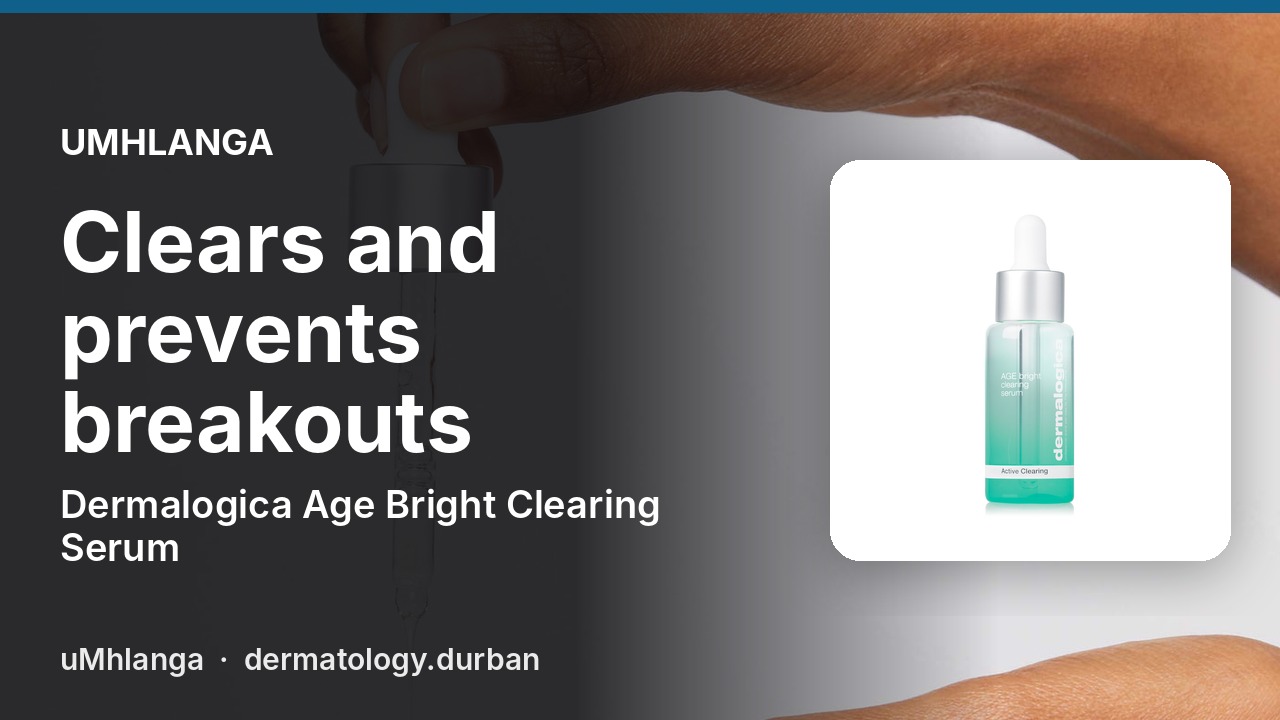 UMHLANGA
Clears and
prevents
breakouts
Dermalogica Age Bright Clearing
Serum
uMhlanga · dermatology.durban
AGE bright
clearing
serum
dermalogica
Active Clearing